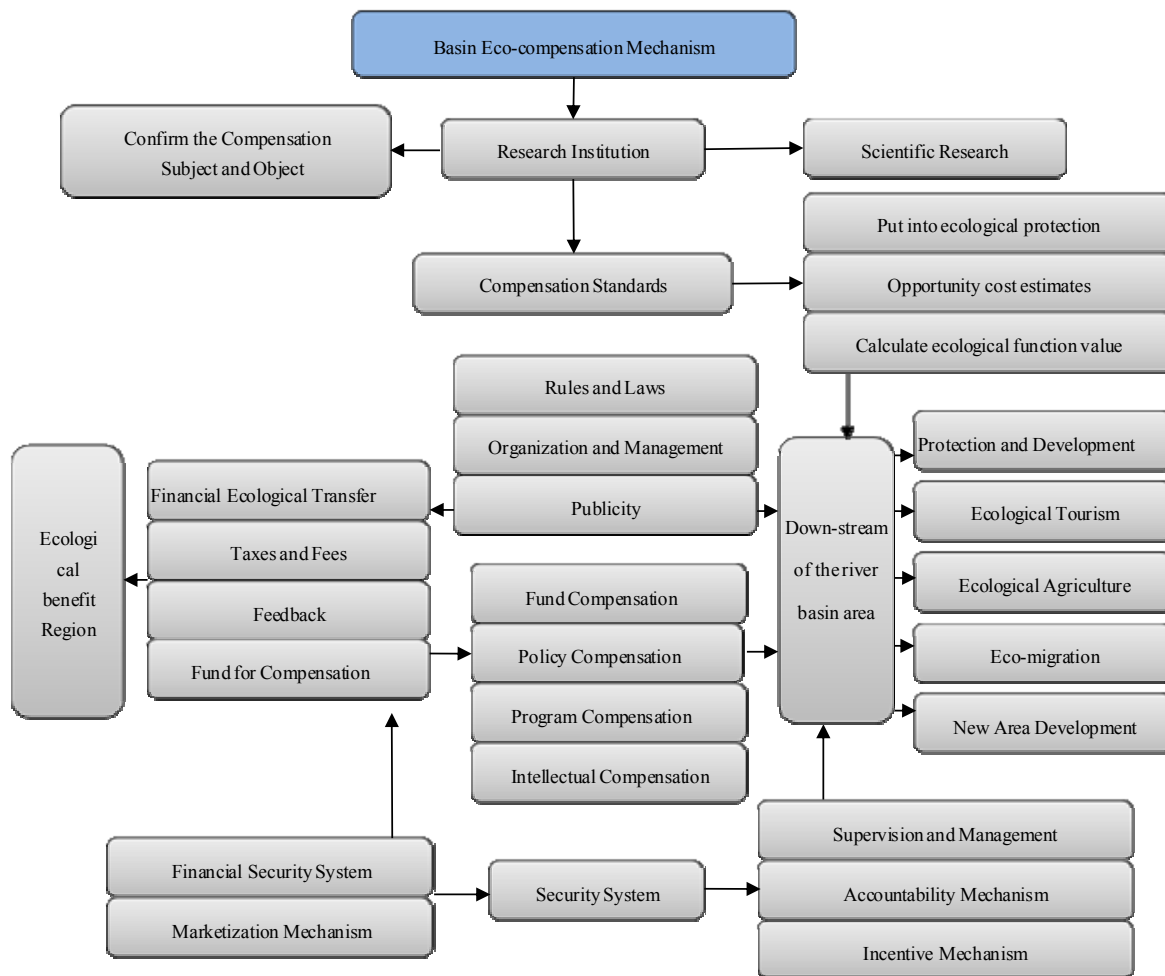 Basin Eco-compensation Mechanism
Confirm the Compensation
Subject and Object
Research Institution
Scientific Research
Put into ecological protection
Compensation Standards
Opportunity cost estimates
Calculate ecological function value
Rules and Laws
Organization and Management
Publicity
Financial Ecological Transfer
Taxes and Fees
Feedback
Fund for Compensation
Ecologi
cal
benefit
Region
Fund Compensation
Policy Compensation
Program Compensation
Intellectual Compensation
Down-stream
of the river
basin area
Protection and Development
Ecological Tourism
Ecological Agriculture
Eco-migration
New Area Development
Financial Security System
Marketization Mechanism
Security System
Supervision and Management
Accountability Mechanism
Incentive Mechanism